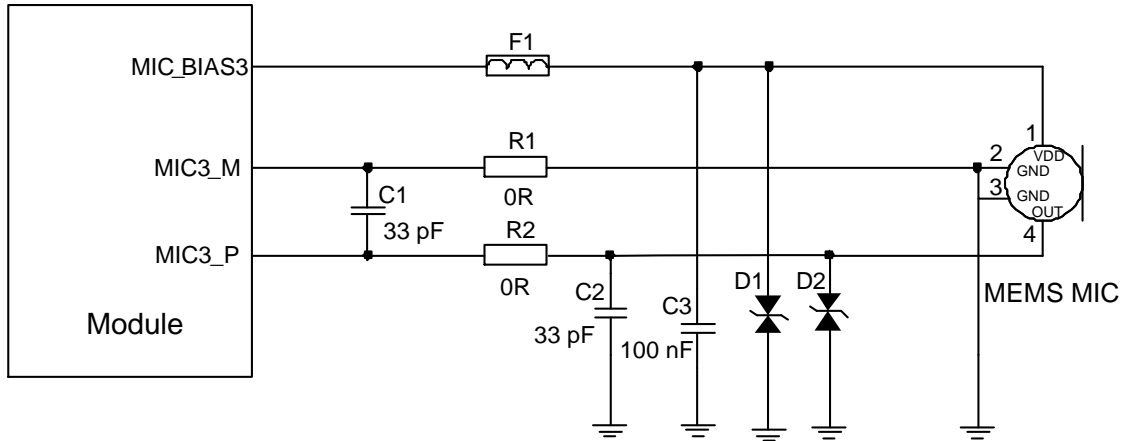 F1
MIC_BIAS3
1
R1
MIC3_M
2
VDD
GND
C1
0R
3
GND
33 pF
R2
OUT
MIC3_P
4
0R
D1
D2
MEMS MIC
C2
C3
Module
33 pF
100 nF